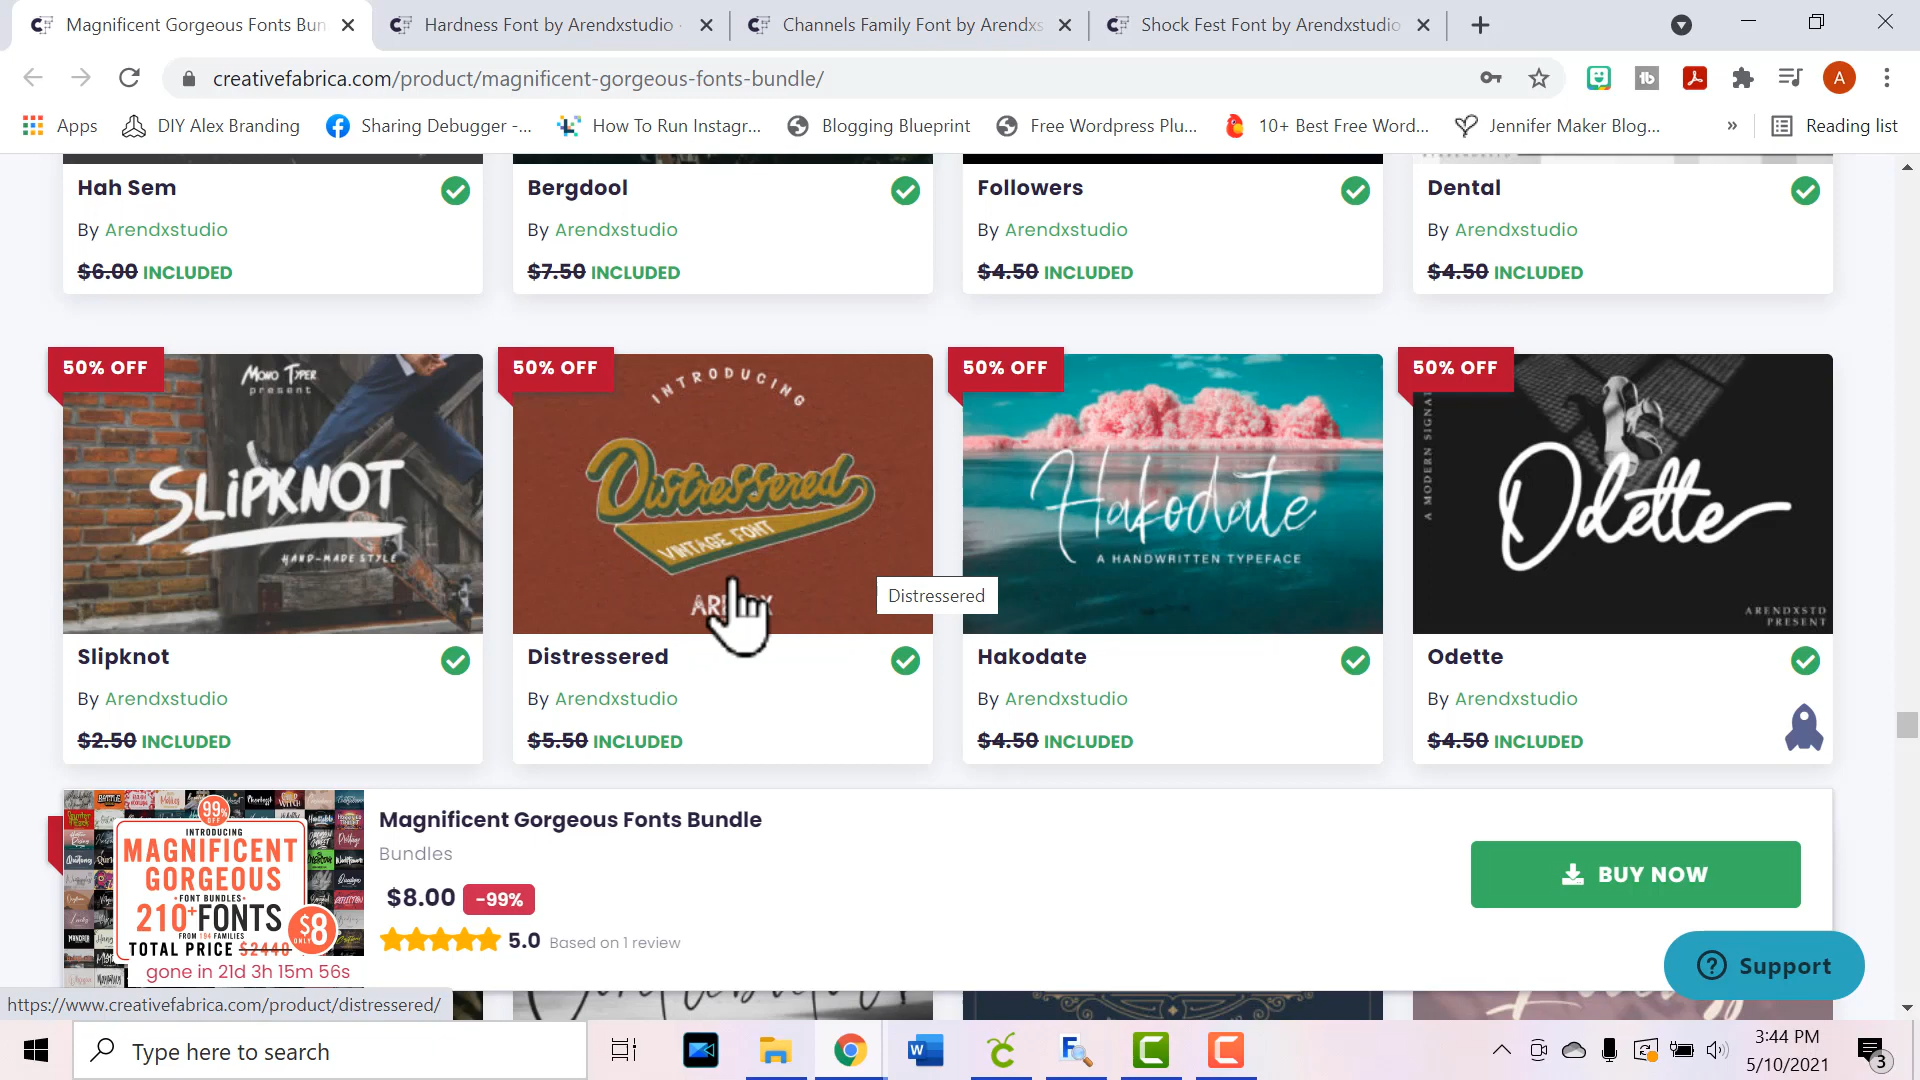 Magnificent Gorgeous Fonts Bun
Hardness Font by Arendxstudio
Channels Family Font by Arendxs
Shock Fest Font by Arendxstudio
creativefabrica.com/product/magnificent-gorgeous-fonts-bundle/
A
Apps
DIY Alex Branding
Sharing Debugger -...
How To Run Instagr...
Blogging Blueprint
Free Wordpress Plu...
10+ Best Free Word...
Jennifer Maker Blog...
»
Reading list
Hah Sem
By Arendxstudio
$6.00 INCLUDED
Bergdool
By Arendxstudio
$7.50 INCLUDED
Followers
By Arendxstudio
$4.50 INCLUDED
Dental
By Arendxstudio
$4.50 INCLUDED
50% OFF
MONO TYPER
present
SLiPKNOT
HAND-MADE STYLE
Slipknot
By Arendxstudio
$2.50 INCLUDED
50% OFF
INTRODUCING
Distressered
VINTAGE FONT
Distressered
Distressered
By Arendxstudio
$5.50 INCLUDED
50% OFF
Hakodate
A HANDWRITTEN TYPEFACE
Hakodate
By Arendxstudio
$4.50 INCLUDED
50% OFF
A MODERN SIGNAT
Odette
ARENDXSTD
PRESENT
Odette
By Arendxstudio
$4.50 INCLUDED
99%
OFF
INTRODUCING
MAGNIFICENT
GORGEOUS
•FONT BUNDLES•
210+FONTS
FROM 194 FAMILIES
TOTAL PRICE $2440
ONLY $8
gone in 21d 3h 15m 56s
Magnificent Gorgeous Fonts Bundle
Bundles
$8.00 -99%
5.0 Based on 1 review
BUY NOW
Support
https://www.creativefabrica.com/product/distressered/
Type here to search
3:44 PM
5/10/2021
3